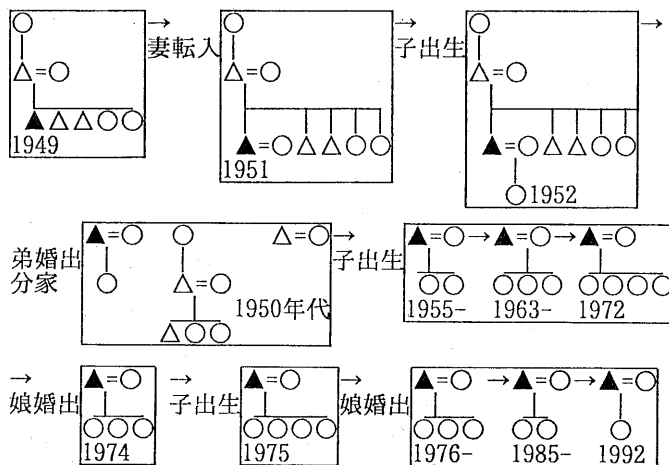 →
妻転入
→
子出生
→
1949
1951
1952
弟婚出
分家
1950年代
→
子出生
→
→
1955-
1963-
1972
→
娘婚出
1974
→
子出生
1975
→
娘婚出
→
→
1976-
1985-
1992